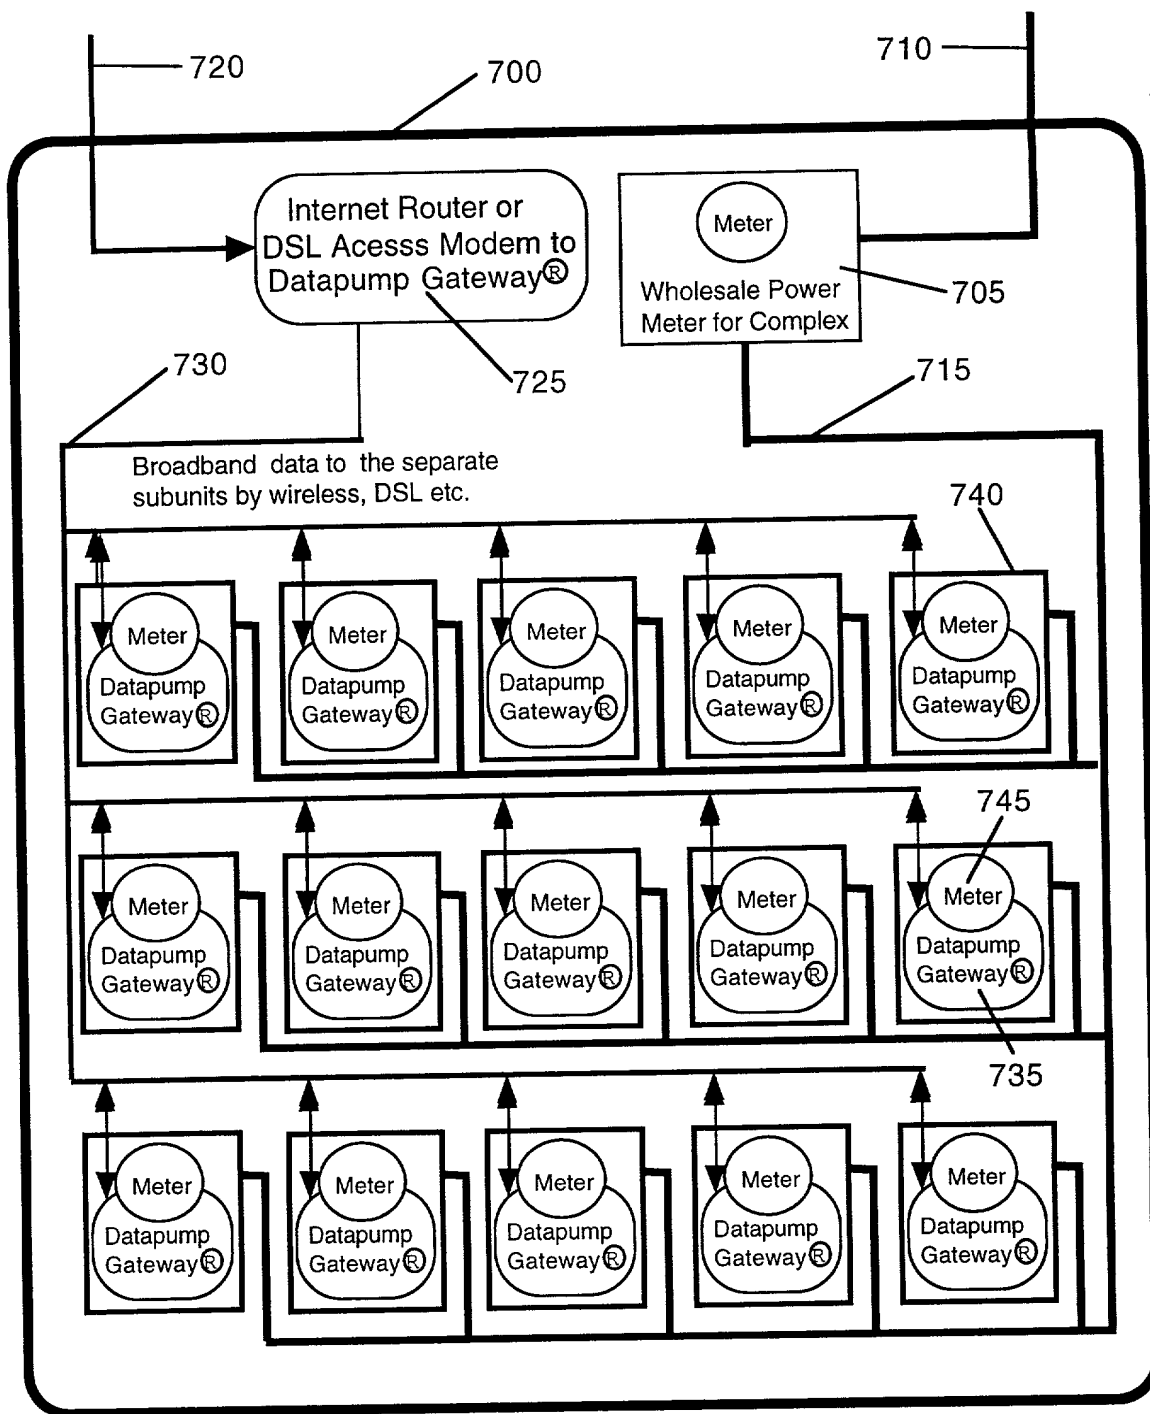 720
700
710
Internet Router or
DSL Acesss Modem to
Datapump Gateway®
Meter
Wholesale Power
Meter for Complex
705
730
725
715
Broadband data to the separate
subunits by wireless, DSL etc.
740
Meter
Datapump
Gateway®
Meter
Datapump
Gateway®
Meter
Datapump
Gateway®
Meter
Datapump
Gateway®
Meter
Datapump
Gateway®
745
Meter
Datapump
Gateway®
Meter
Datapump
Gateway®
Meter
Datapump
Gateway®
Meter
Datapump
Gateway®
Meter
Datapump
Gateway®
735
Meter
Datapump
Gateway®
Meter
Datapump
Gateway®
Meter
Datapump
Gateway®
Meter
Datapump
Gateway®
Meter
Datapump
Gateway®